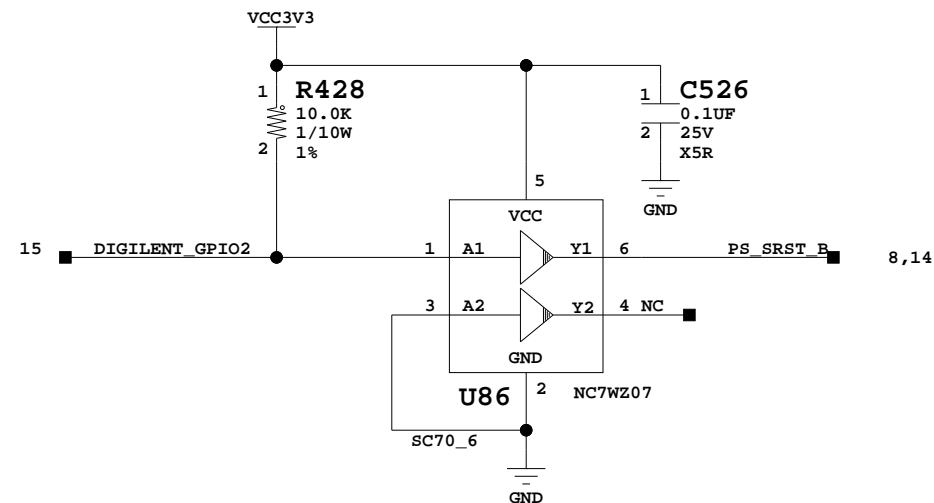 VCC3V3
1 R428
10.0K
1/10W
2 1%
1 C526
0.1UF
2 25V
X5R
GND
5
VCC
15 DIGILENT_GPIO2 1 A1 Y1 6 PS_SRST_B 8,14
3 A2 Y2 4 NC
GND
U86 2 NC7WZ07
SC70_6
GND